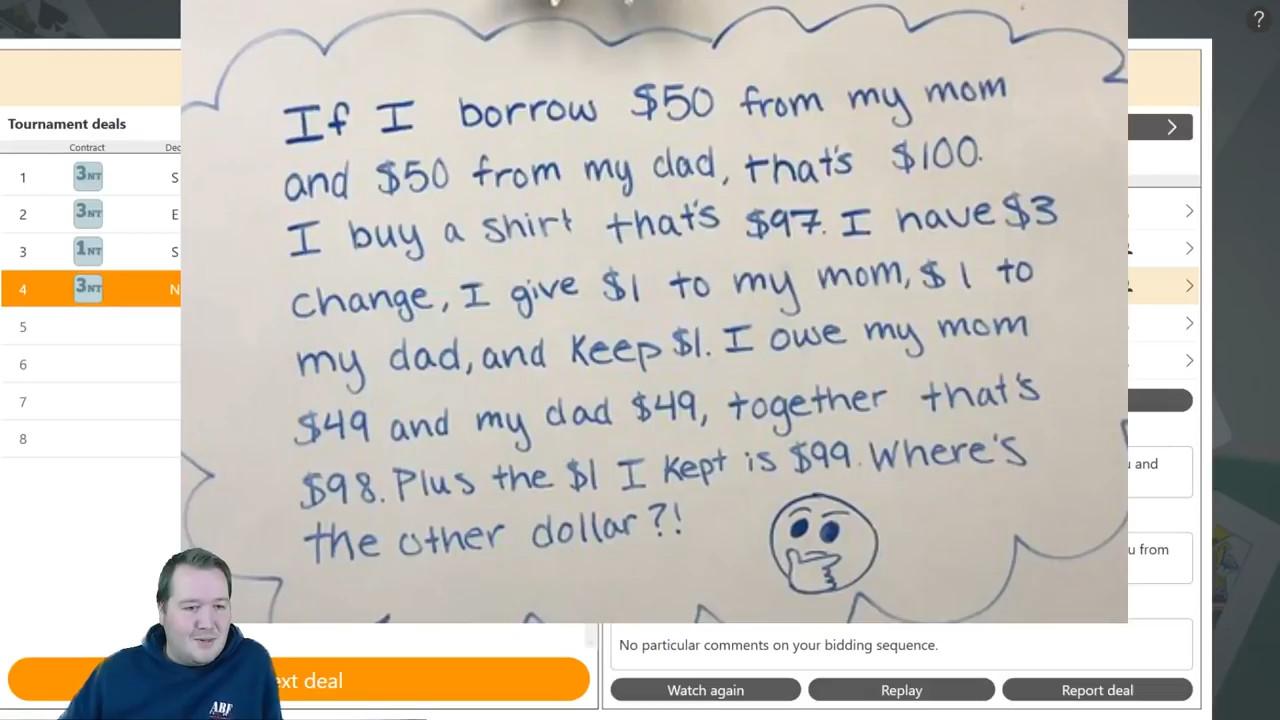 ?
Tournament deals
Contract
Dec
1 3NT S
2 3NT E
3 1NT S
4 3NT N
5
6
7
8
If I borrow $50 from my mom
and $50 from my dad, that's $100.
I buy a shirt that's $97. I have $3
change, I give $1 to my mom, $1 to
my dad, and keep $1. I owe my mom
$49 and my dad $49, together that's
$98. Plus the $1 I kept is $99. Where's
the other dollar?!
and
u from
No particular comments on your bidding sequence.
ext deal
Watch again
Replay
Report deal
ABF